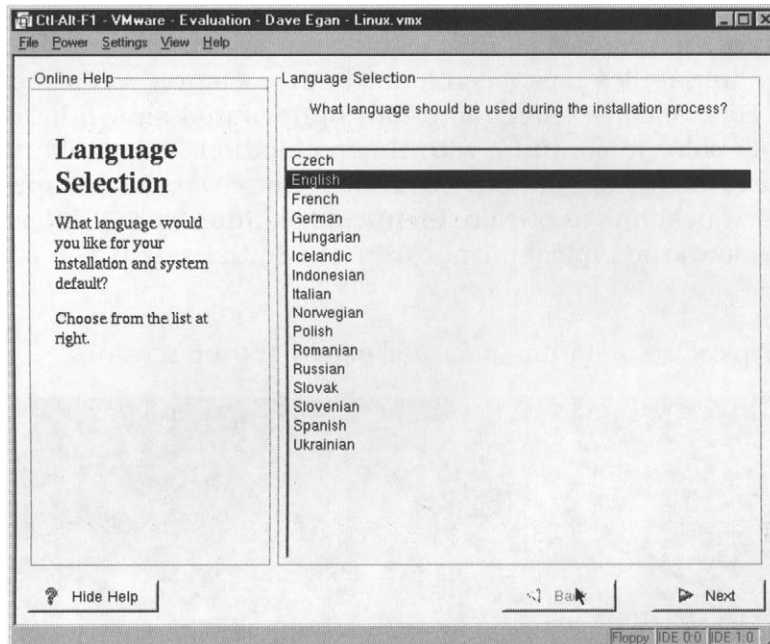 Ctl-Alt-F1 - VMware - Evaluation - Dave Egan - Linux.vmx
File Power Settings View Help
Online Help
Language
Selection
What language would
you like for your
installation and system
default?
Choose from the list at
right.
Language Selection
What language should be used during the installation process?
Czech
English
French
German
Hungarian
Icelandic
Indonesian
Italian
Norwegian
Polish
Romanian
Russian
Slovak
Slovenian
Spanish
Ukrainian
? Hide Help
Back
Next
Floppy IDE 0:0 IDE 1:0